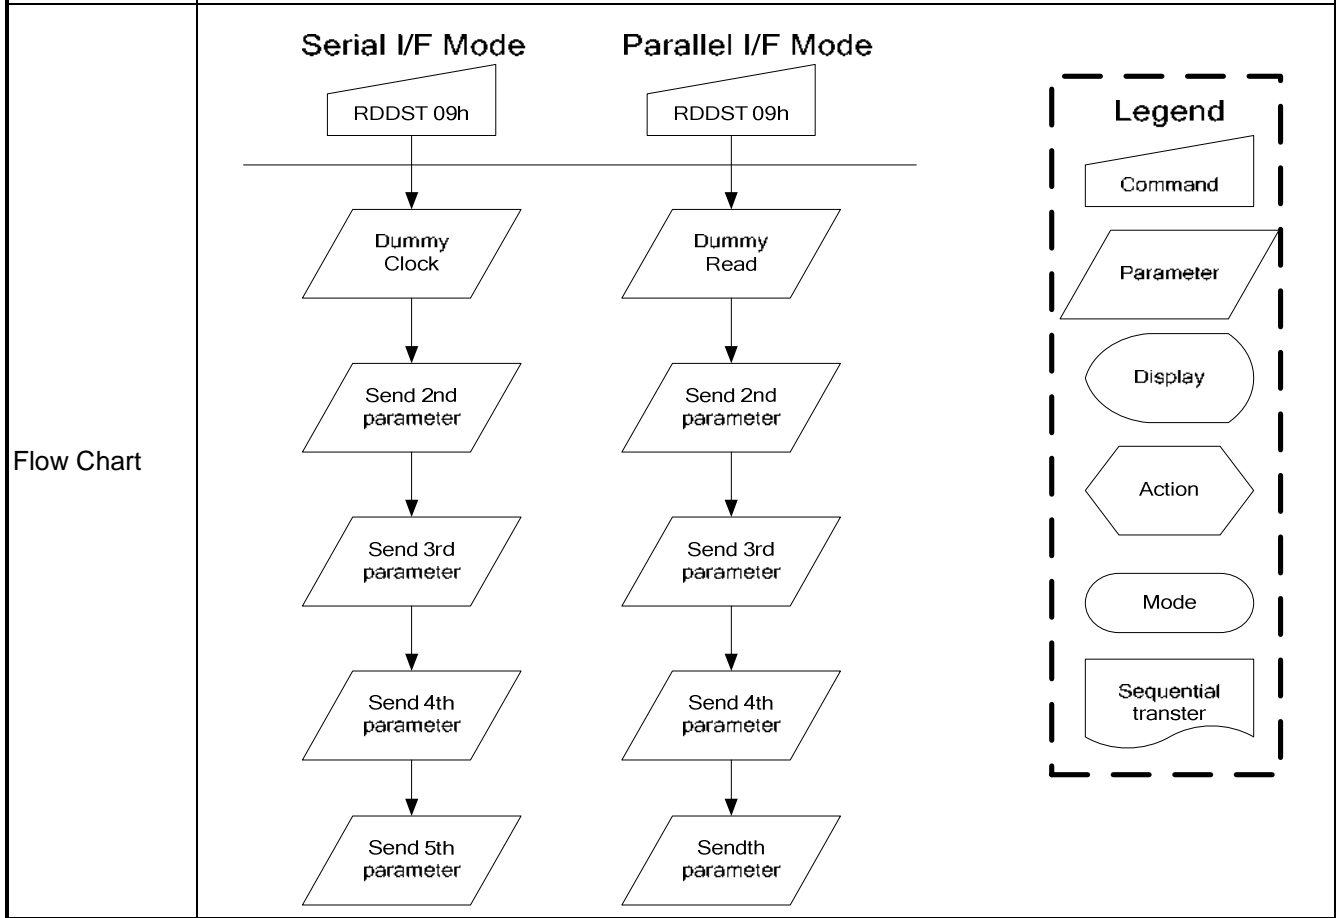 Flow Chart
Serial I/F Mode
RDDST 09h
Dummy
Clock
Send 2nd
parameter
Send 3rd
parameter
Send 4th
parameter
Send 5th
parameter
Parallel I/F Mode
RDDST 09h
Dummy
Read
Send 2nd
parameter
Send 3rd
parameter
Send 4th
parameter
Sendth
parameter
Legend
Command
Parameter
Display
Action
Mode
Sequential
transter